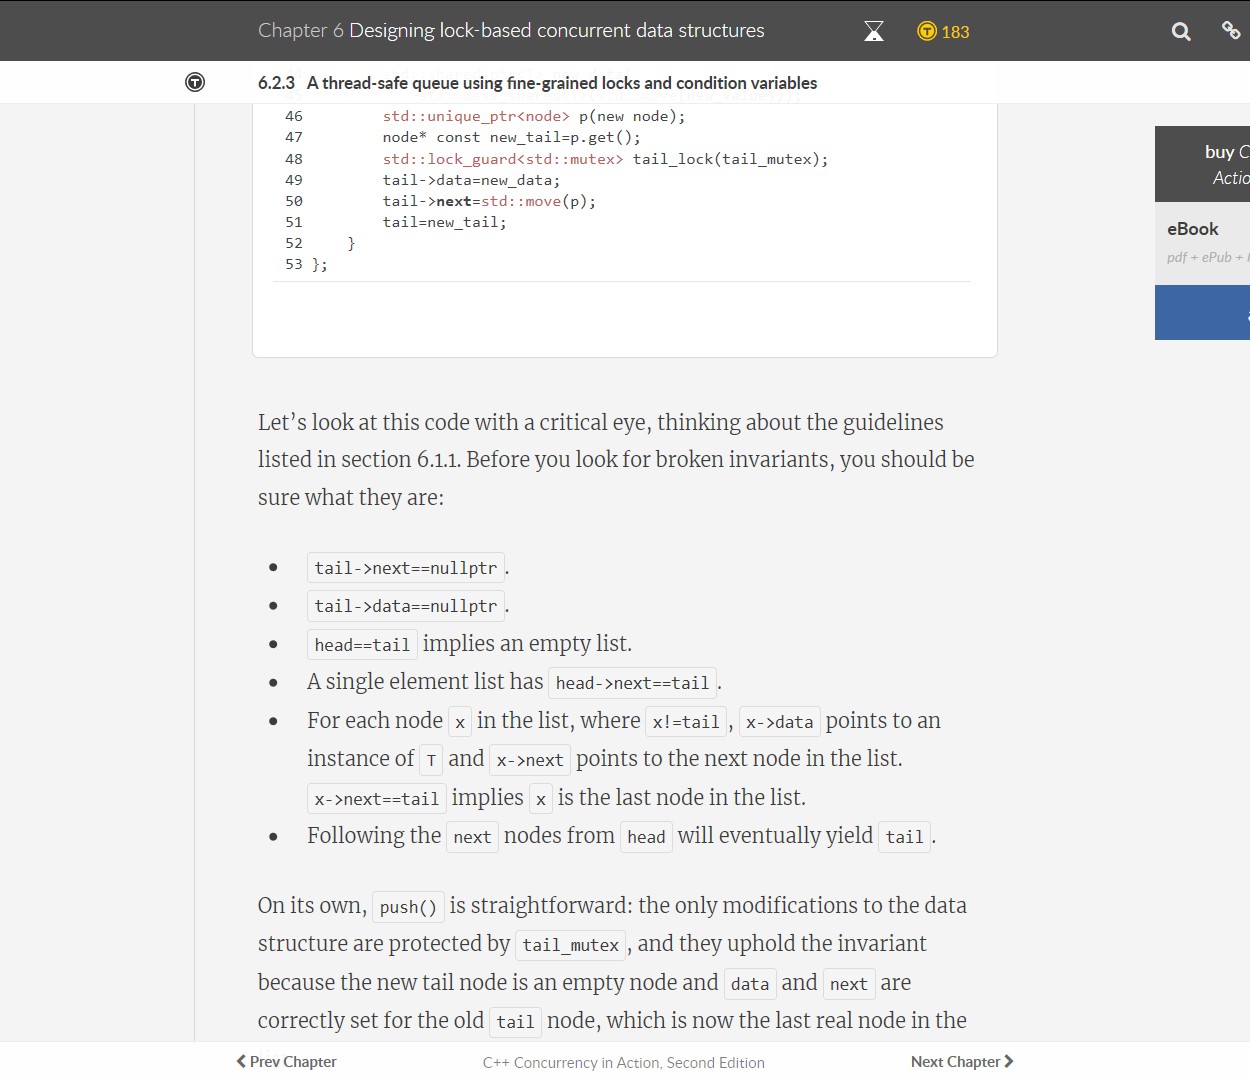 Chapter 6 Designing lock-based concurrent data structures
183
6.2.3 A thread-safe queue using fine-grained locks and condition variables
46 std::unique_ptr<node> p(new node);
47 node* const new_tail=p.get();
48 std::lock_guard<std::mutex> tail_lock(tail_mutex);
49 tail->data=new_data;
50 tail->next=std::move(p);
51 tail=new_tail;
52 }
53 };
buy C
Actio
eBook
pdf + ePub +
Let’s look at this code with a critical eye, thinking about the guidelines
listed in section 6.1.1. Before you look for broken invariants, you should be
sure what they are:
• tail->next==nullptr.
• tail->data==nullptr.
• head==tail implies an empty list.
• A single element list has head->next==tail.
• For each node x in the list, where x!=tail, x->data points to an
instance of T and x->next points to the next node in the list.
x->next==tail implies x is the last node in the list.
• Following the next nodes from head will eventually yield tail.
On its own, push() is straightforward: the only modifications to the data
structure are protected by tail_mutex, and they uphold the invariant
because the new tail node is an empty node and data and next are
correctly set for the old tail node, which is now the last real node in the
Prev Chapter
C++ Concurrency in Action, Second Edition
Next Chapter